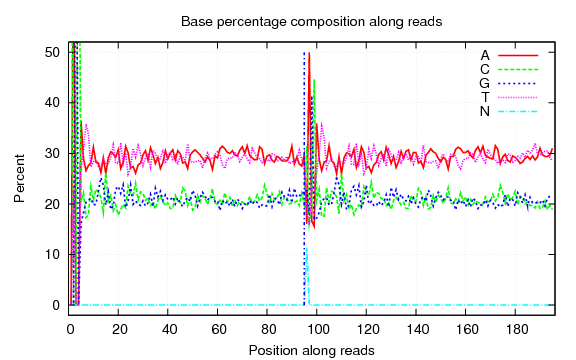 Base percentage composition along reads
50
40
30
20
10
0
Percent
A
C
G
T
N
0 20 40 60 80 100 120 140 160 180
Position along reads